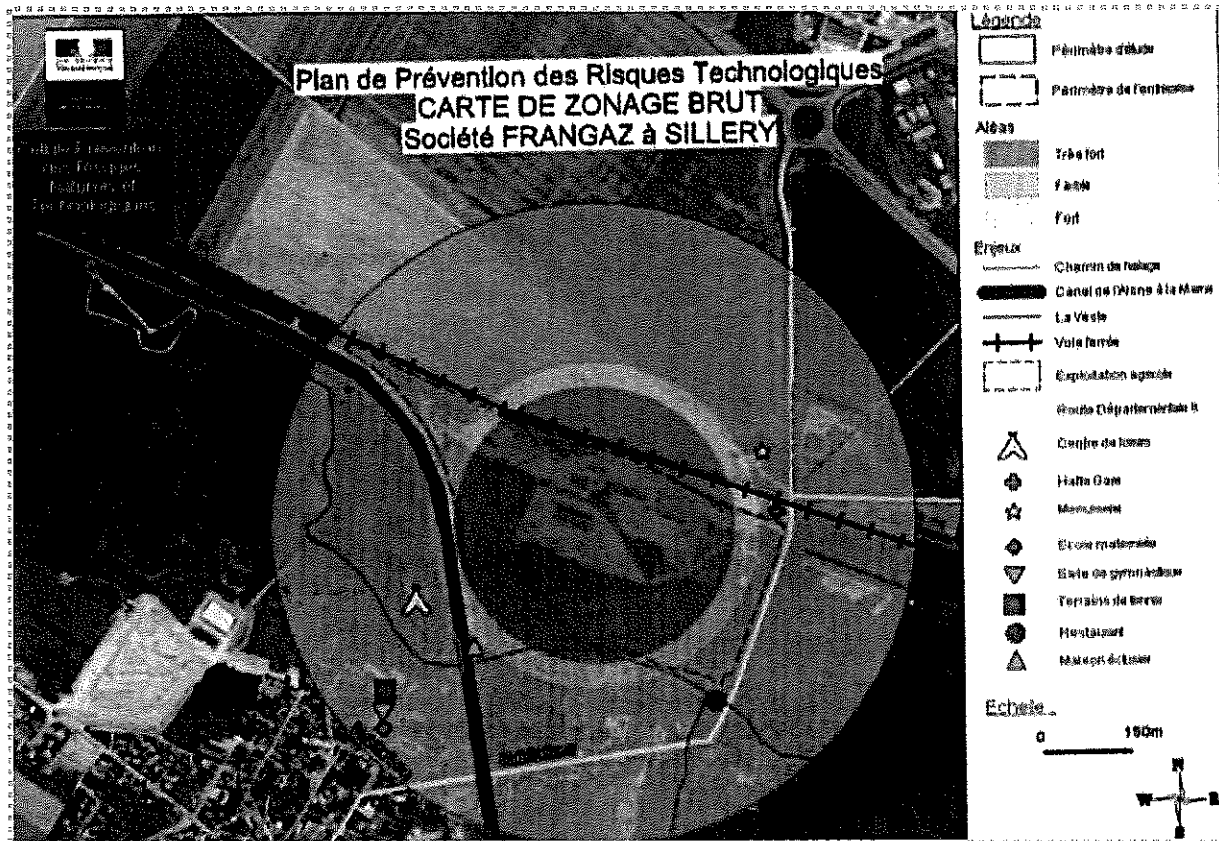 Plan de Prévention des Risques Technologiques
CARTE DE ZONAGE BRUT
Société FRANGAZ à SILLERY
Légende
Périmètre d'étude
Périmètre de l'entreprise
Aléas
Très fort
Faible
Fort
Enjeux
Chemin de halage
Canal de l'Aisne à la Marne
La Vesle
Voie ferrée
Exploitation agricole
Route Départementale 8
Centre de loisirs
Halte Gare
Monument
Ecole maternelle
Salle de gymnastique
Terrains de tennis
Restaurant
Maison éclusier
Echelle
0 150m
N
W E
S